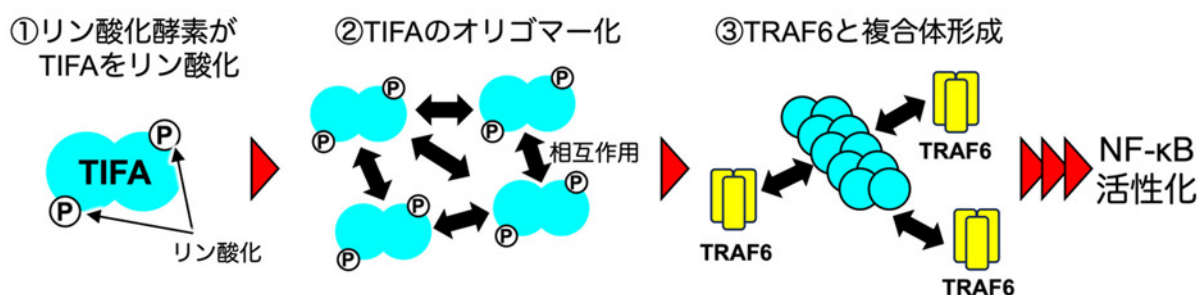 ①リン酸化酵素が
TIFAをリン酸化
P
TIFA
P
リン酸化
②TIFAのオリゴマー化
P
P
P
P
相互作用
P
P
P
P
③TRAF6と複合体形成
TRAF6
TRAF6
TRAF6
NF-κB
活性化